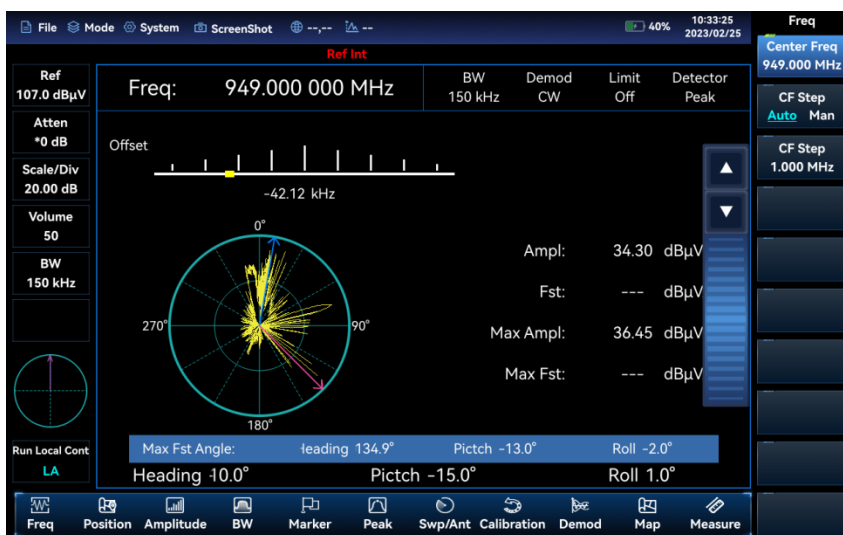 File Mode System ScreenShot --,-- -- 40% 10:33:25 2023/02/25
Ref Int
Ref
107.0 dBµV
Atten
*0 dB
Scale/Div
20.00 dB
Volume
50
BW
150 kHz
Run Local Cont
LA
Freq: 949.000 000 MHz
BW Demod Limit Detector
150 kHz CW Off Peak
Offset
-42.12 kHz
0°
270° 90°
180°
Ampl: 34.30 dBµV
Fst: --- dBµV
Max Ampl: 36.45 dBµV
Max Fst: --- dBµV
Max Fst Angle: Heading 134.9° Pictch -13.0° Roll -2.0°
Heading 10.0° Pictch -15.0° Roll 1.0°
Freq Position Amplitude BW Marker Peak Swp/Ant Calibration Demod Map Measure
Freq
Center Freq
949.000 MHz
CF Step
Auto Man
CF Step
1.000 MHz